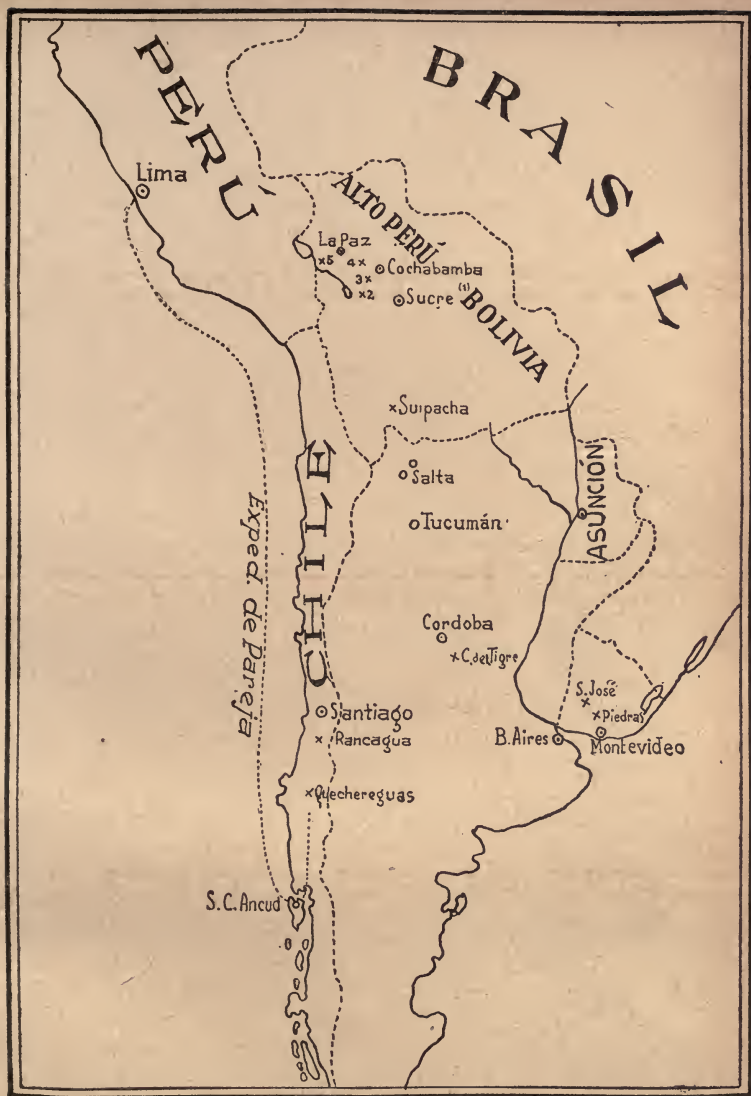 PERÚ
BRASIL
Lima
ALTO PERÚ
La Paz
×5 4×
Cochabamba
3×
×2
Sucre
(1)
BOLIVIA
×Suipacha
Salta
ASUNCIÓN
Tucumán
CHILE
Exped. de Pareja
Cordoba
×C. del Tigre
S. José
×
×Piedras
Santiago
B. Aires
Montevideo
× Rancagua
×Quechereguas
S.C. Ancud